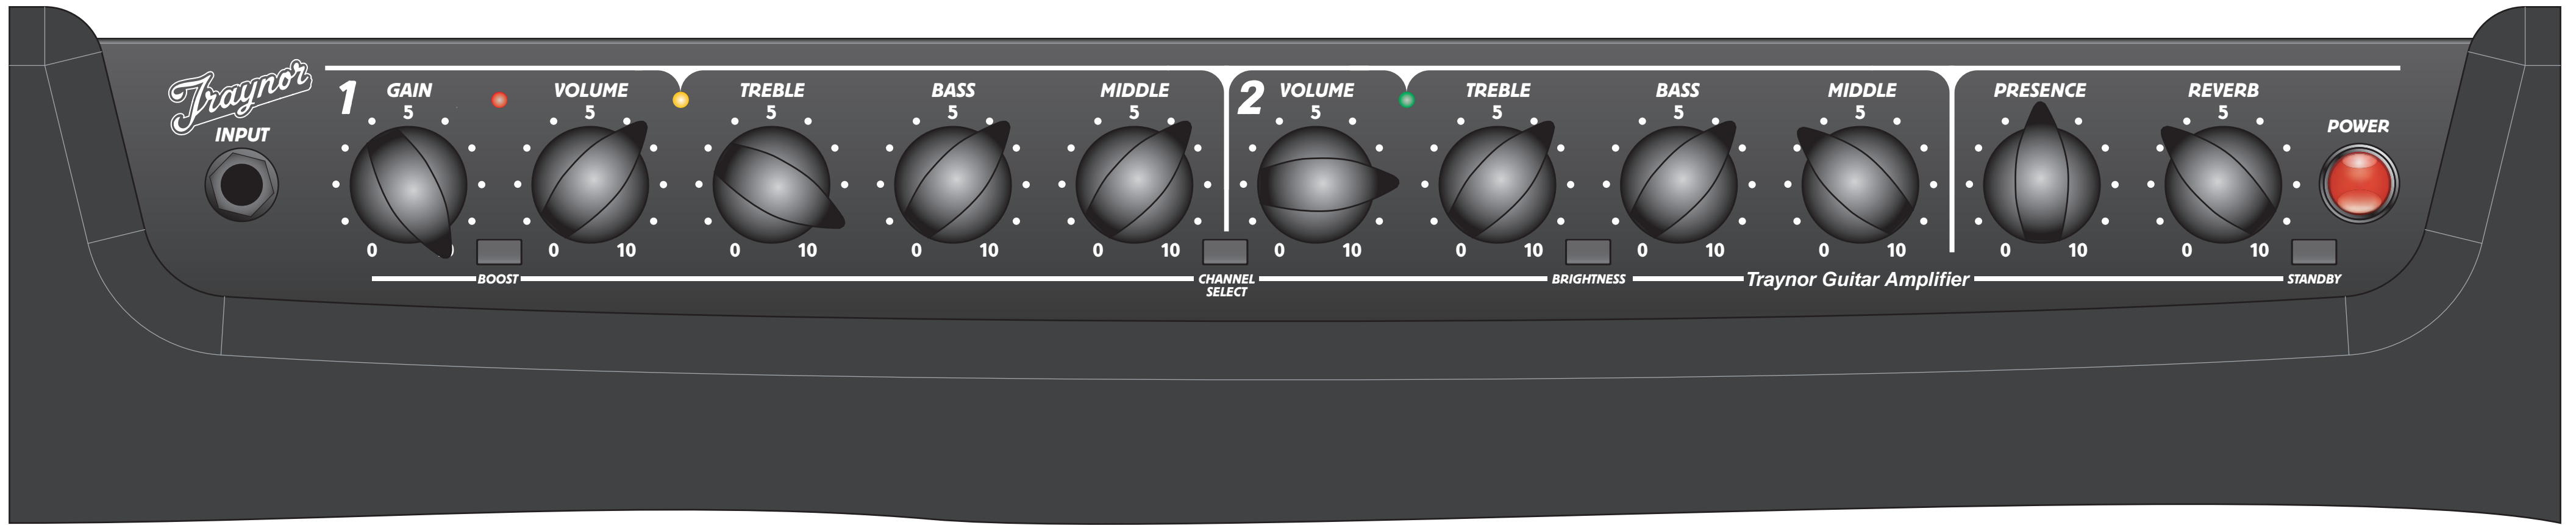 Traynor
INPUT
1 GAIN VOLUME TREBLE BASS MIDDLE 2 VOLUME TREBLE BASS MIDDLE PRESENCE REVERB
5 5 5 5 5 5 5 5 5 5 5
POWER
0 0 10 0 10 0 10 0 10 0 10 0 10 0 10 0 10 0 10 0 10
BOOST CHANNEL SELECT BRIGHTNESS Traynor Guitar Amplifier STANDBY